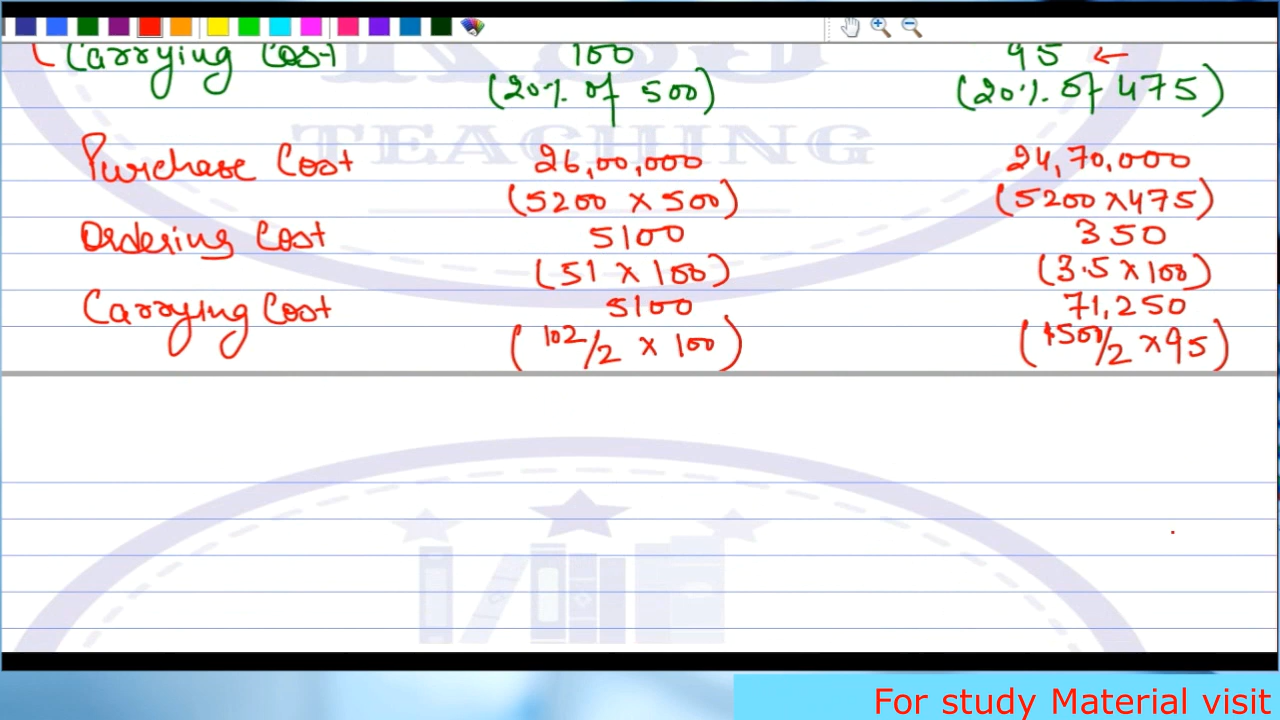 Carrying Cost 100 95 ←
(20% of 500) (20% of 475)
TEACHING
Purchase Cost 26,00,000 24,70,000
(5200 x 500) (5200 x 475)
Ordering Cost 5100 350
(51 x 100) (3.5 x 100)
Carrying Cost 5100 71,250
(102/2 x 100) (1500/2 x 95)
For study Material visit